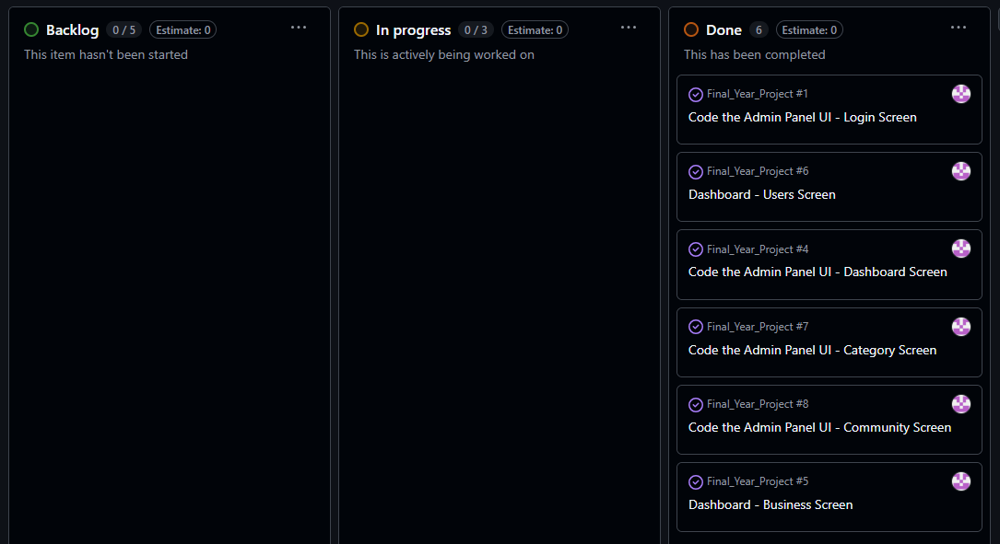 Backlog 0 / 5 Estimate: 0
This item hasn't been started
In progress 0 / 3 Estimate: 0
This is actively being worked on
Done 6 Estimate: 0
This has been completed
Final_Year_Project #1
Code the Admin Panel UI - Login Screen
Final_Year_Project #6
Dashboard - Users Screen
Final_Year_Project #4
Code the Admin Panel UI - Dashboard Screen
Final_Year_Project #7
Code the Admin Panel UI - Category Screen
Final_Year_Project #8
Code the Admin Panel UI - Community Screen
Final_Year_Project #5
Dashboard - Business Screen